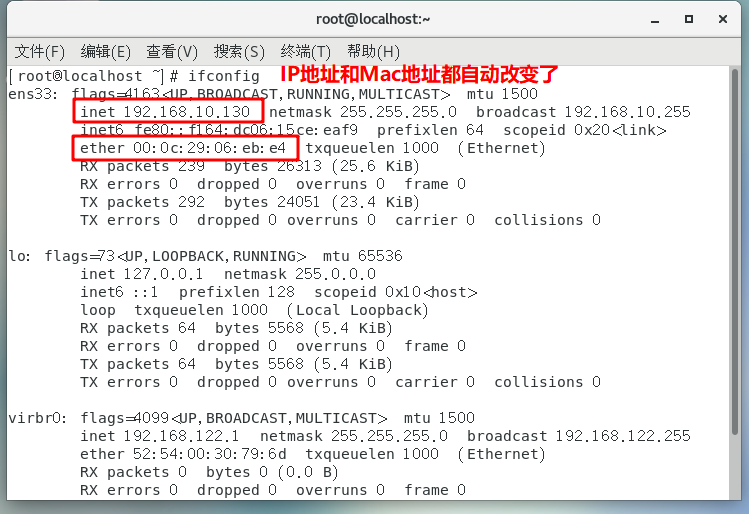 root@localhost:~
文件(F) 编辑(E) 查看(V) 搜索(S) 终端(T) 帮助(H)
[root@localhost ~]# ifconfig IP地址和Mac地址都自动改变了
ens33: flags=4163<UP,BROADCAST,RUNNING,MULTICAST> mtu 1500
inet 192.168.10.130 netmask 255.255.255.0 broadcast 192.168.10.255
inet6 fe80::f164:dc06:15ce:eaf9 prefixlen 64 scopeid 0x20<link>
ether 00:0c:29:06:eb:e4 txqueuelen 1000 (Ethernet)
RX packets 239 bytes 26313 (25.6 KiB)
RX errors 0 dropped 0 overruns 0 frame 0
TX packets 292 bytes 24051 (23.4 KiB)
TX errors 0 dropped 0 overruns 0 carrier 0 collisions 0
lo: flags=73<UP,LOOPBACK,RUNNING> mtu 65536
inet 127.0.0.1 netmask 255.0.0.0
inet6 ::1 prefixlen 128 scopeid 0x10<host>
loop txqueuelen 1000 (Local Loopback)
RX packets 64 bytes 5568 (5.4 KiB)
RX errors 0 dropped 0 overruns 0 frame 0
TX packets 64 bytes 5568 (5.4 KiB)
TX errors 0 dropped 0 overruns 0 carrier 0 collisions 0
virbr0: flags=4099<UP,BROADCAST,MULTICAST> mtu 1500
inet 192.168.122.1 netmask 255.255.255.0 broadcast 192.168.122.255
ether 52:54:00:30:79:6d txqueuelen 1000 (Ethernet)
RX packets 0 bytes 0 (0.0 B)
RX errors 0 dropped 0 overruns 0 frame 0